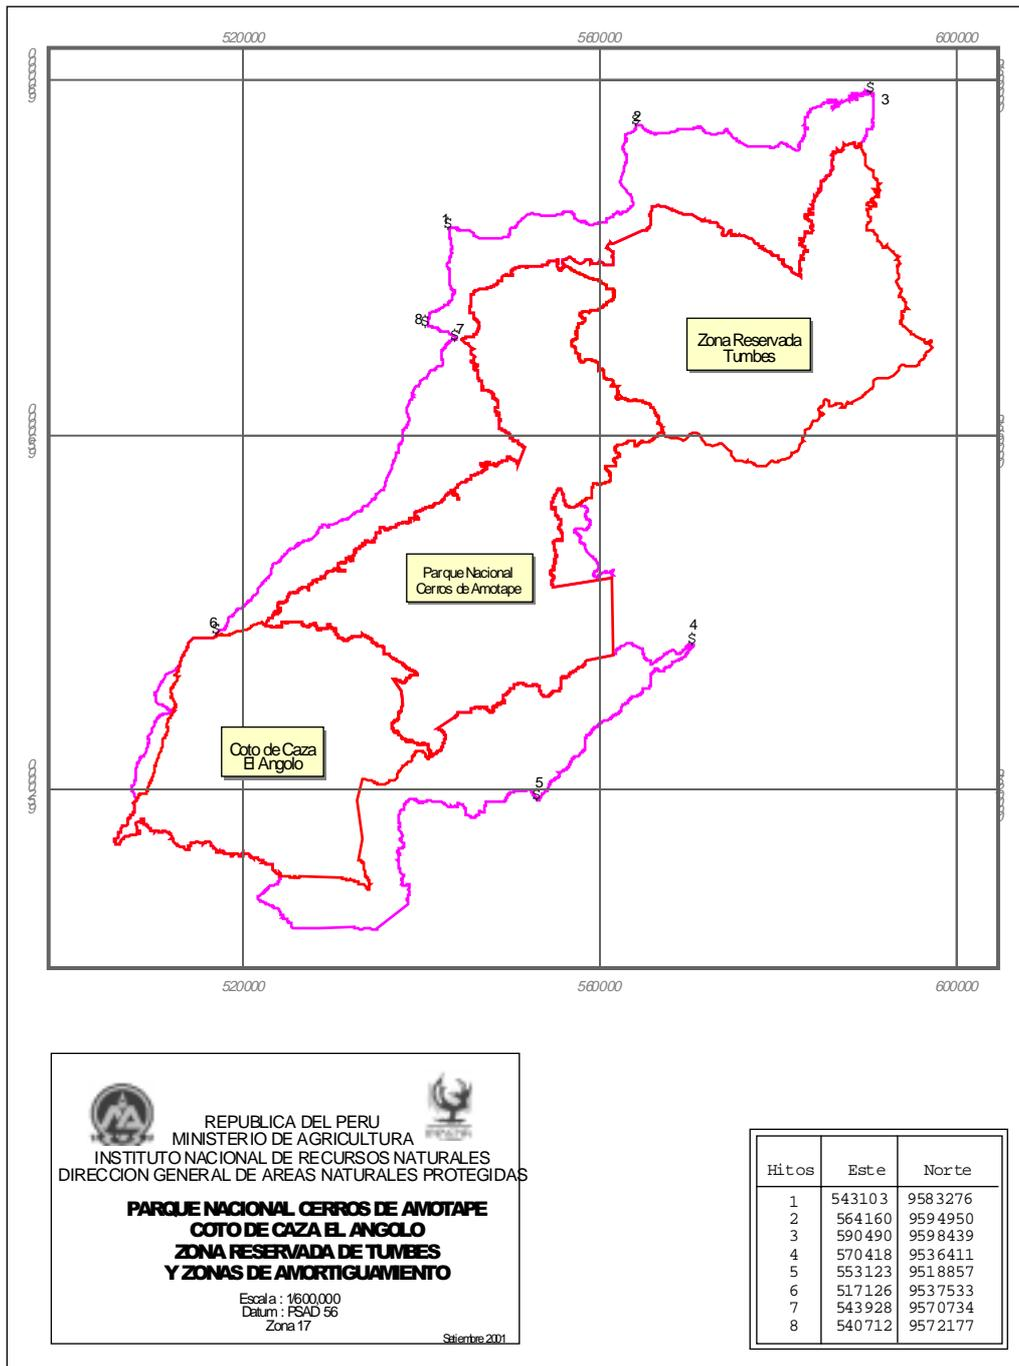 520000 560000 600000
3
2
1
8
7
Zona Reservada
Tumbes
Parque Nacional
Cerros de Amotape
6
4
Coto de Caza
El Angolo
5
520000 560000 600000
REPUBLICA DEL PERU
MINISTERIO DE AGRICULTURA
INSTITUTO NACIONAL DE RECURSOS NATURALES
DIRECCION GENERAL DE AREAS NATURALES PROTEGIDAS
PARQUE NACIONAL CERROS DE AMOTAPE
COTO DE CAZA EL ANGOLO
ZONA RESERVADA DE TUMBES
Y ZONAS DE AMORTIGUAMIENTO
Escala : 1/600,000
Datum : PSAD 56
Zona 17
Setiembre 2001
Hitos Este Norte
1 543103 9583276
2 564160 9594950
3 590490 9598439
4 570418 9536411
5 553123 9518857
6 517126 9537533
7 543928 9570734
8 540712 9572177